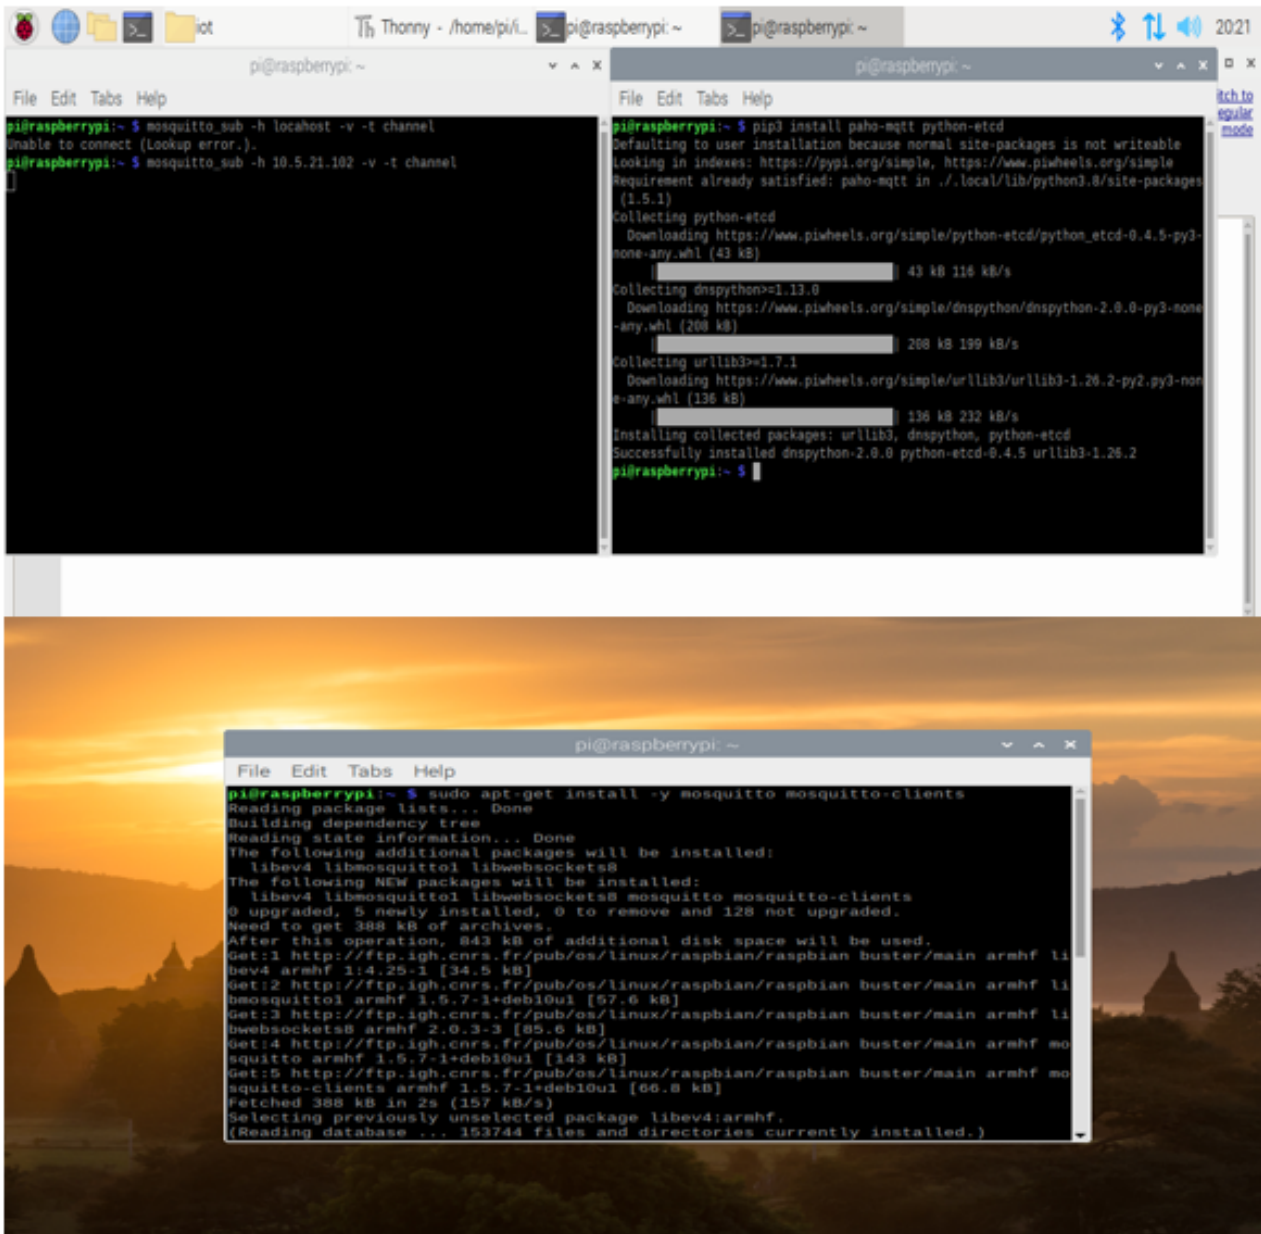 iot
Thonny - /home/pi/i...
pi@raspberrypi: ~
pi@raspberrypi: ~
20:21
pi@raspberrypi: ~
File Edit Tabs Help
pi@raspberrypi:~ $ mosquitto_sub -h locahost -v -t channel
Unable to connect (Lookup error.).
pi@raspberrypi:~ $ mosquitto_sub -h 10.5.21.102 -v -t channel
pi@raspberrypi: ~
File Edit Tabs Help
pi@raspberrypi:~ $ pip3 install paho-mqtt python-etcd
Defaulting to user installation because normal site-packages is not writeable
Looking in indexes: https://pypi.org/simple, https://www.piwheels.org/simple
Requirement already satisfied: paho-mqtt in ./.local/lib/python3.8/site-packages
(1.5.1)
Collecting python-etcd
Downloading https://www.piwheels.org/simple/python-etcd/python_etcd-0.4.5-py3-
none-any.whl (43 kB)
| 43 kB 116 kB/s
Collecting dnspython>=1.13.0
Downloading https://www.piwheels.org/simple/dnspython/dnspython-2.0.0-py3-none
-any.whl (208 kB)
| 208 kB 199 kB/s
Collecting urllib3>=1.7.1
Downloading https://www.piwheels.org/simple/urllib3/urllib3-1.26.2-py2.py3-non
e-any.whl (136 kB)
| 136 kB 232 kB/s
Installing collected packages: urllib3, dnspython, python-etcd
Successfully installed dnspython-2.0.0 python-etcd-0.4.5 urllib3-1.26.2
pi@raspberrypi:~ $
itch to
egular
mode
pi@raspberrypi: ~
File Edit Tabs Help
pi@raspberrypi:~ $ sudo apt-get install -y mosquitto mosquitto-clients
Reading package lists... Done
Building dependency tree
Reading state information... Done
The following additional packages will be installed:
libev4 libmosquitto1 libwebsockets8
The following NEW packages will be installed:
libev4 libmosquitto1 libwebsockets8 mosquitto mosquitto-clients
0 upgraded, 5 newly installed, 0 to remove and 128 not upgraded.
Need to get 388 kB of archives.
After this operation, 843 kB of additional disk space will be used.
Get:1 http://ftp.igh.cnrs.fr/pub/os/linux/raspbian/raspbian buster/main armhf li
bev4 armhf 1:4.25-1 [34.5 kB]
Get:2 http://ftp.igh.cnrs.fr/pub/os/linux/raspbian/raspbian buster/main armhf li
bmosquitto1 armhf 1.5.7-1+deb10u1 [57.6 kB]
Get:3 http://ftp.igh.cnrs.fr/pub/os/linux/raspbian/raspbian buster/main armhf li
bwebsockets8 armhf 2.0.3-3 [85.6 kB]
Get:4 http://ftp.igh.cnrs.fr/pub/os/linux/raspbian/raspbian buster/main armhf mo
squitto armhf 1.5.7-1+deb10u1 [143 kB]
Get:5 http://ftp.igh.cnrs.fr/pub/os/linux/raspbian/raspbian buster/main armhf mo
squitto-clients armhf 1.5.7-1+deb10u1 [66.8 kB]
Fetched 388 kB in 2s (157 kB/s)
Selecting previously unselected package libev4:armhf.
(Reading database ... 153744 files and directories currently installed.)